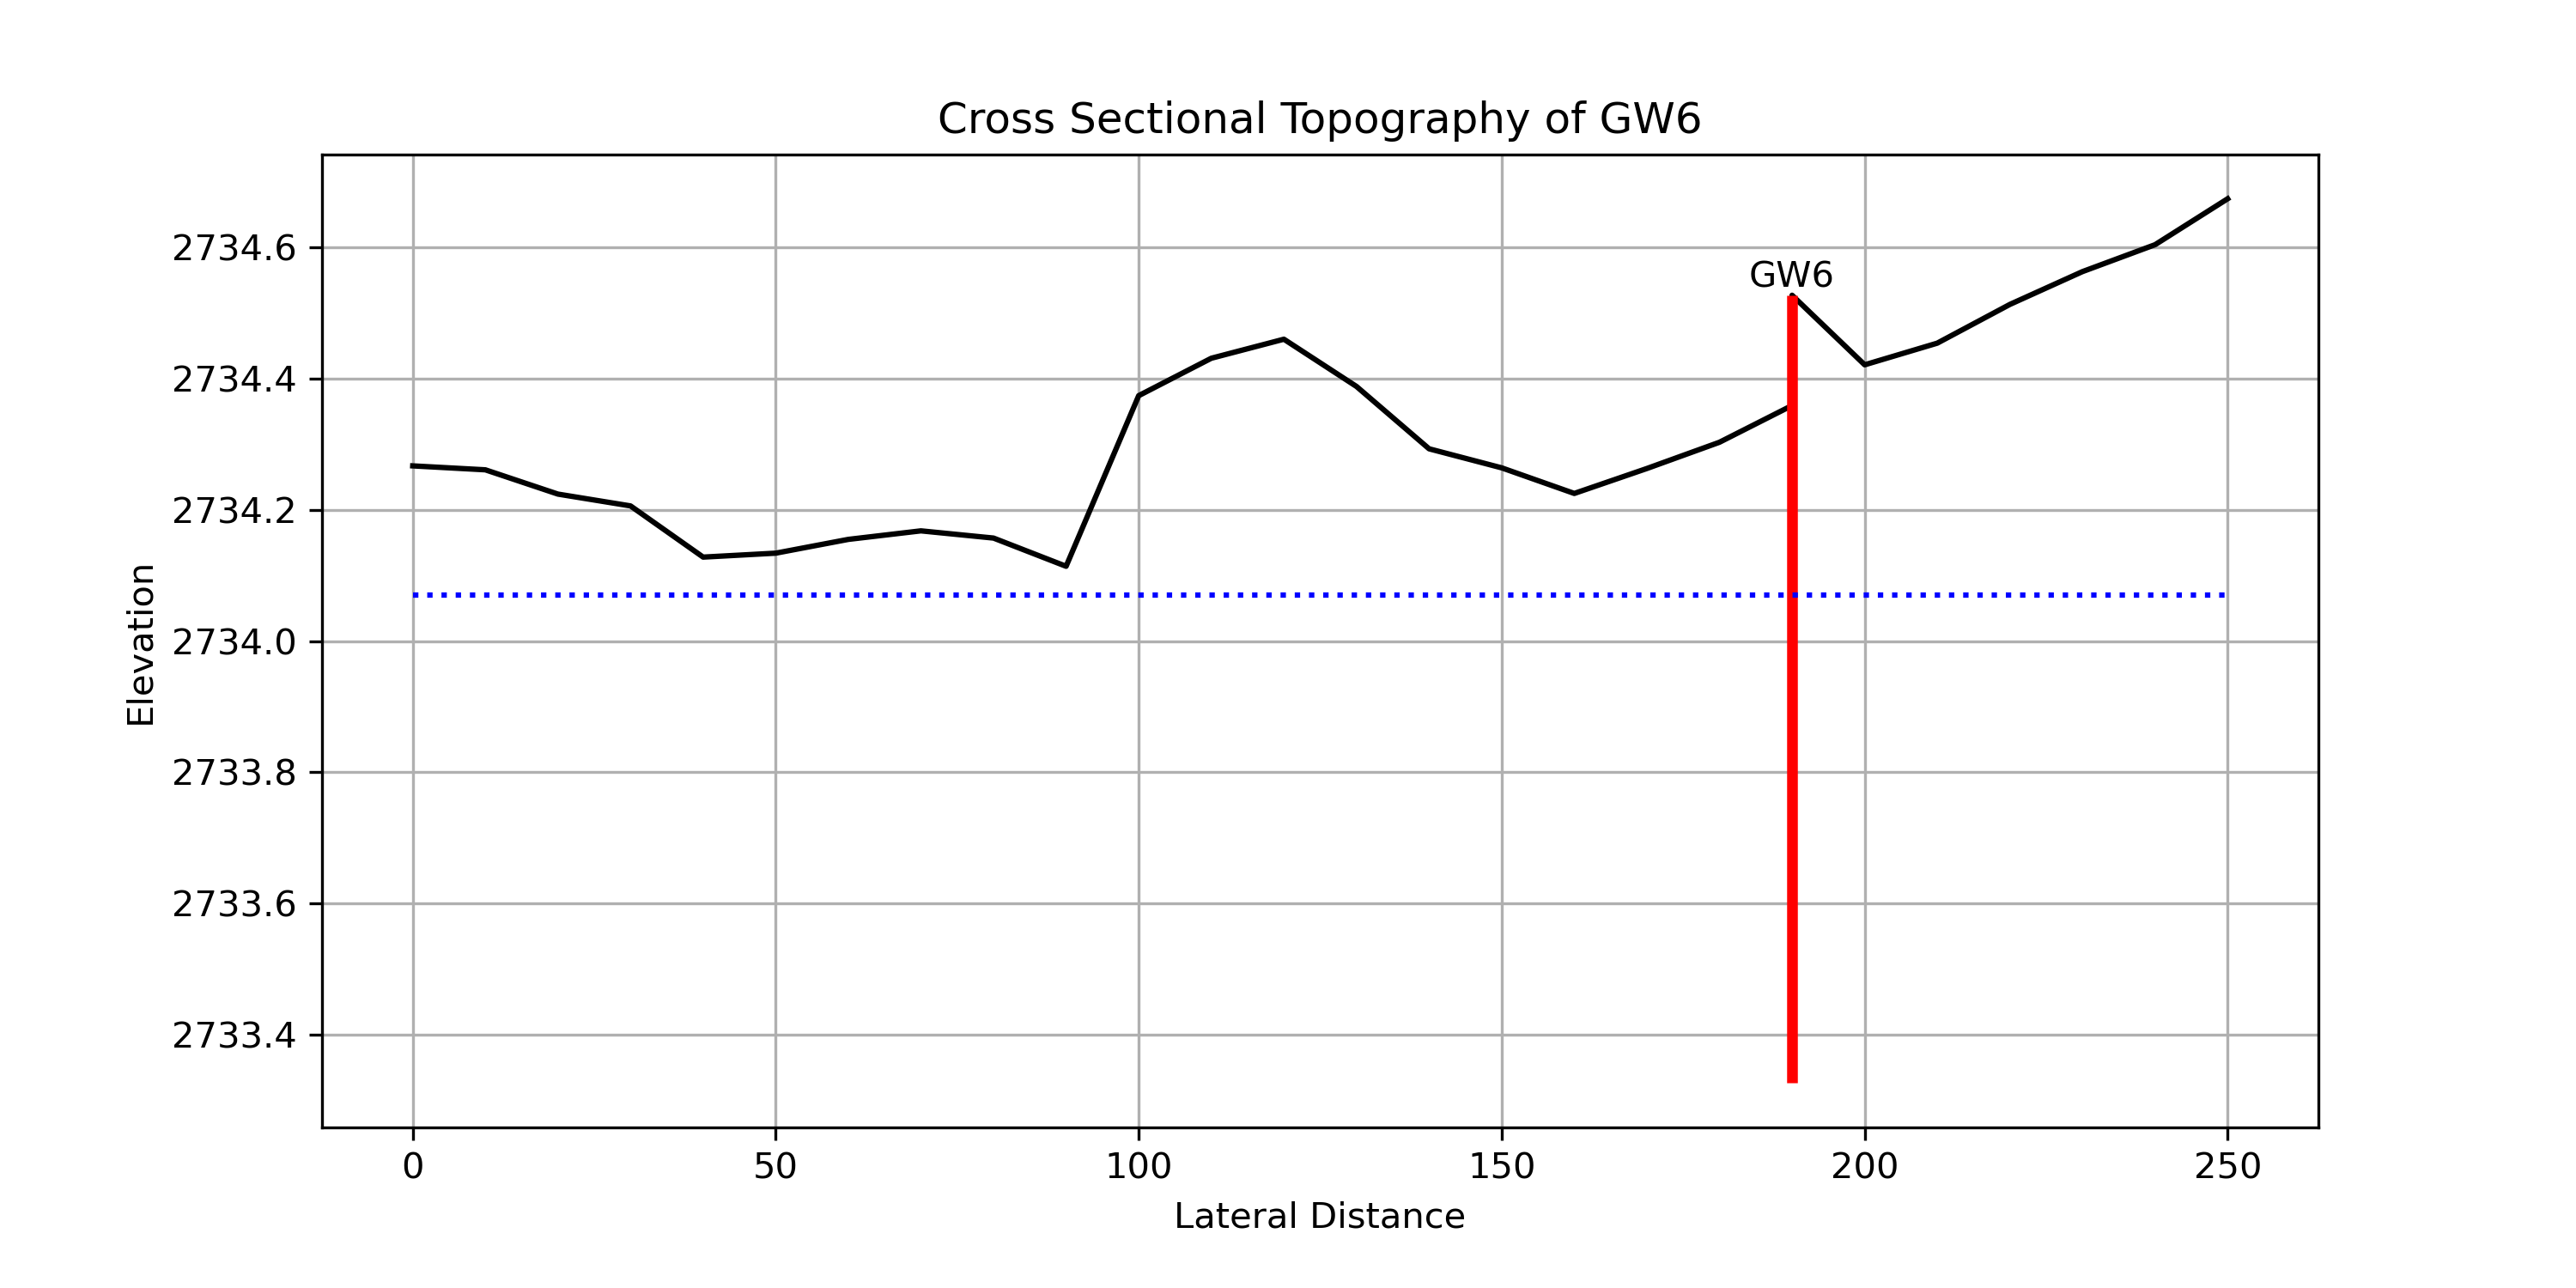 Cross Sectional Topography of GW6
2734.6
2734.4
2734.2
2734.0
2733.8
2733.6
2733.4
Elevation
GW6
0 50 100 150 200 250
Lateral Distance